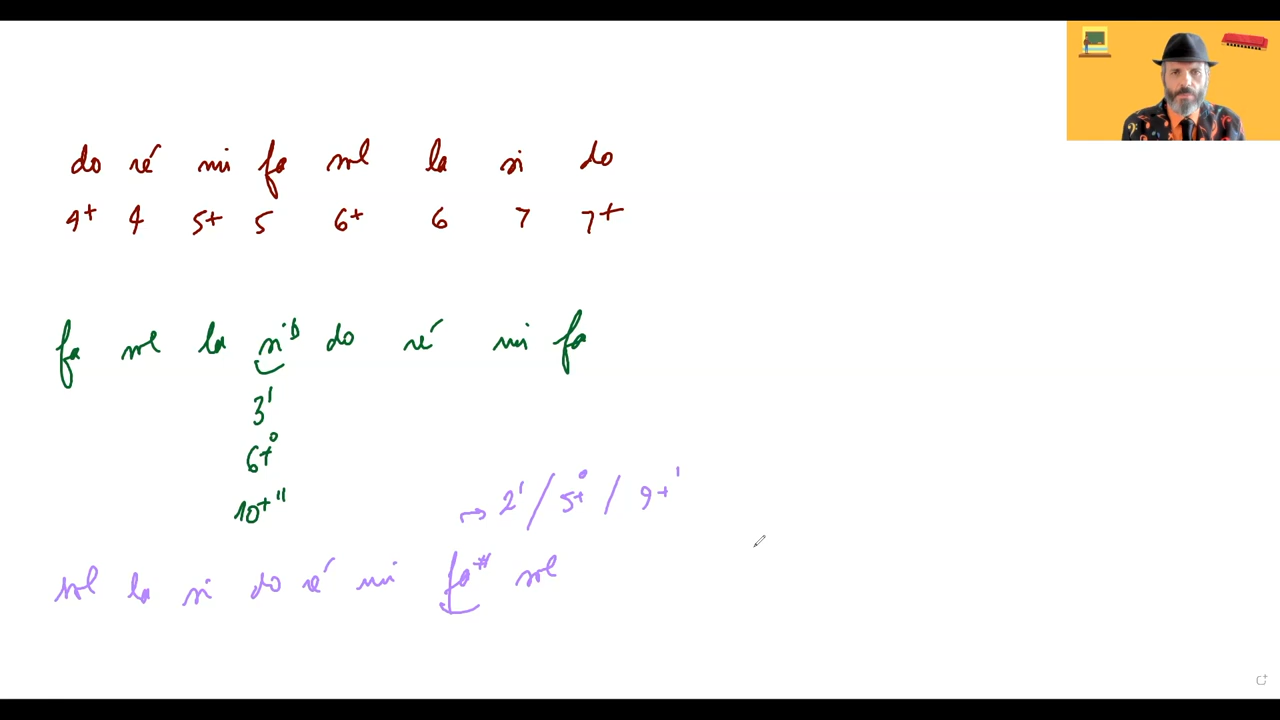 do ré mi fa sol la si do
4+ 4 5+ 5 6+ 6 7 7+
fa sol la si♭ do ré mi fa
3'
6+°
10+"
→ 2' / 5+° / 9+'
sol la si do ré mi fa# sol